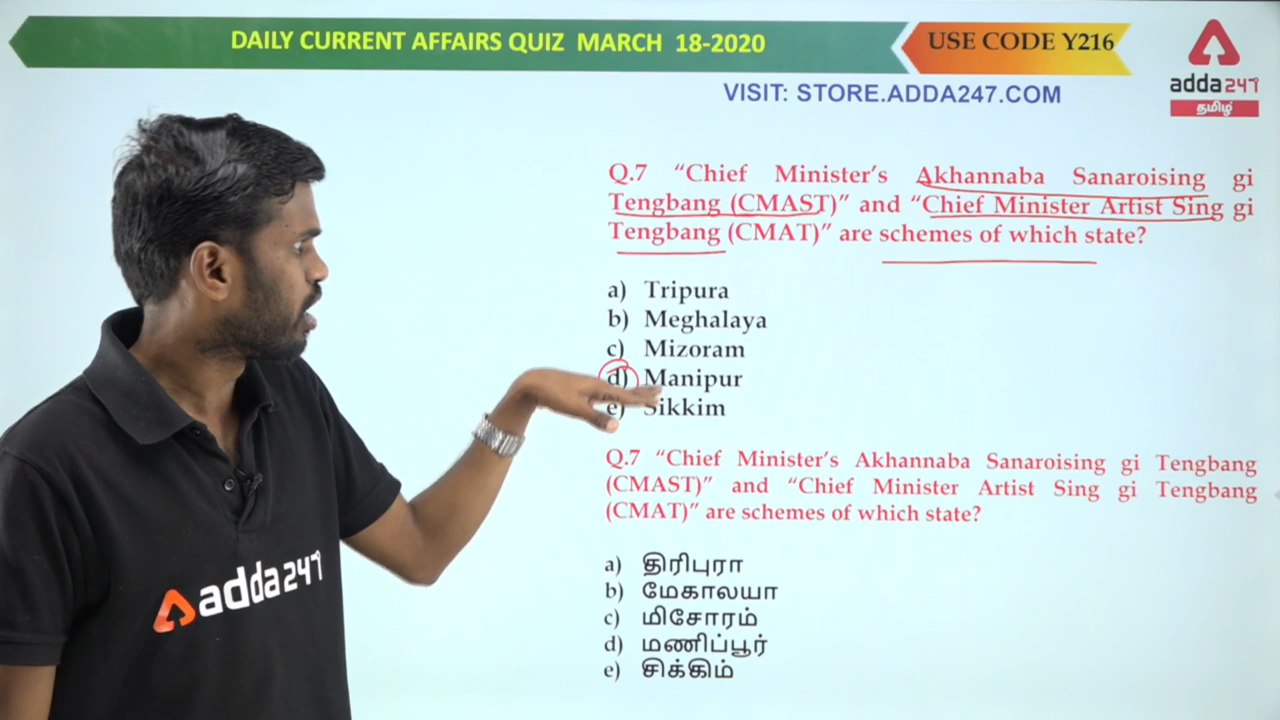 DAILY CURRENT AFFAIRS QUIZ MARCH 18-2020
USE CODE Y216
adda247
தமிழ்
VISIT: STORE.ADDA247.COM
Q.7 “Chief Minister’s Akhannaba Sanaroising gi
Tengbang (CMAST)” and “Chief Minister Artist Sing gi
Tengbang (CMAT)” are schemes of which state?
a) Tripura
b) Meghalaya
c) Mizoram
d) Manipur
e) Sikkim
Q.7 “Chief Minister’s Akhannaba Sanaroising gi Tengbang
(CMAST)” and “Chief Minister Artist Sing gi Tengbang
(CMAT)” are schemes of which state?
a) திரிபுரா
b) மேகாலயா
c) மிசோரம்
d) மணிப்பூர்
e) சிக்கிம்
adda247